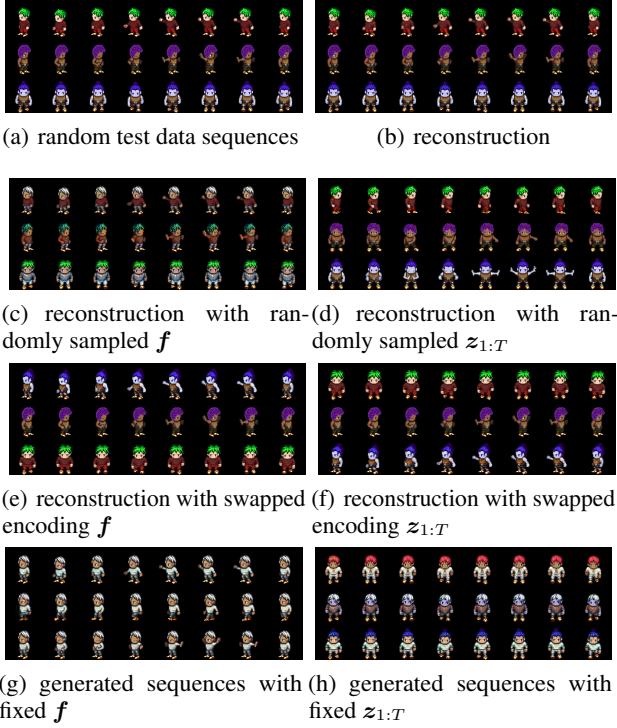 (a) random test data sequences
(b) reconstruction
(c) reconstruction with ran-
domly sampled f
(d) reconstruction with ran-
domly sampled z1:T
(e) reconstruction with swapped
encoding f
(f) reconstruction with swapped
encoding z1:T
(g) generated sequences with
fixed f
(h) generated sequences with
fixed z1:T